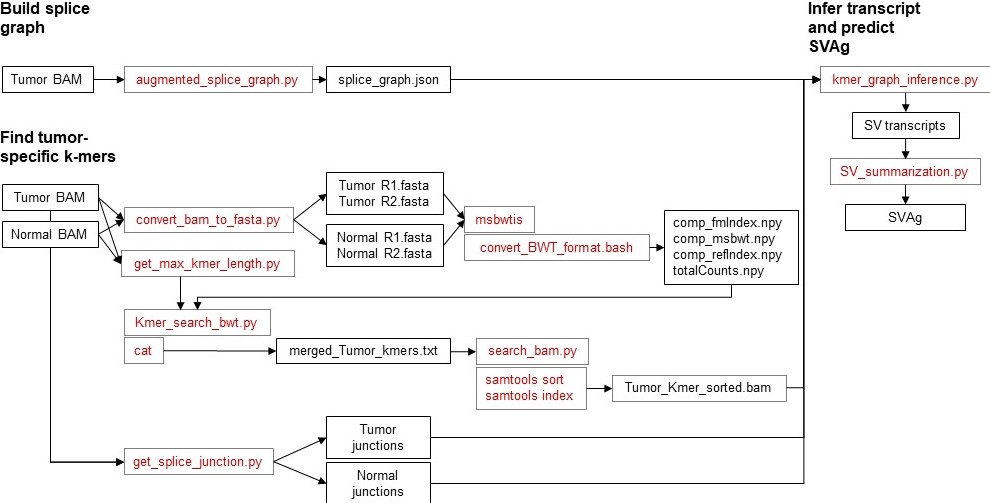 Build splice
graph
Tumor BAM
augmented_splice_graph.py
splice_graph.json
Infer transcript
and predict
SVAg
kmer_graph_inference.py
SV transcripts
SV_summarization.py
SVAg
Find tumor-
specific k-mers
Tumor BAM
Normal BAM
convert_bam_to_fasta.py
get_max_kmer_length.py
Tumor R1.fasta
Tumor R2.fasta
Normal R1.fasta
Normal R2.fasta
msbwtis
convert_BWT_format.bash
comp_fmIndex.npy
comp_msbwt.npy
comp_refIndex.npy
totalCounts.npy
Kmer_search_bwt.py
cat
merged_Tumor_kmers.txt
search_bam.py
samtools sort
samtools index
Tumor_Kmer_sorted.bam
get_splice_junction.py
Tumor
junctions
Normal
junctions